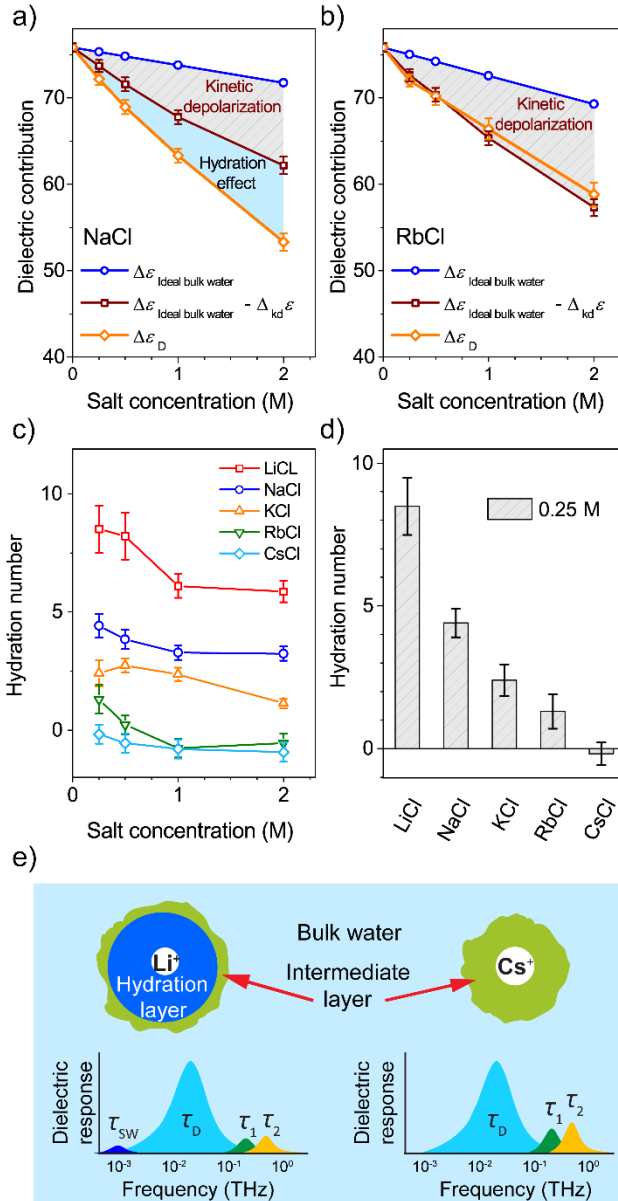 a)
Dielectric contribution
70
60
50
40
Kinetic
depolarization
Hydration
effect
NaCl
Δε Ideal bulk water
Δε Ideal bulk water - Δkd ε
Δε D
0 1 2
Salt concentration (M)
b)
Dielectric contribution
70
60
50
40
Kinetic
depolarization
RbCl
Δε Ideal bulk water
Δε Ideal bulk water - Δkd ε
Δε D
0 1 2
Salt concentration (M)
c)
Hydration number
10
5
0
LiCL
NaCl
KCl
RbCl
CsCl
0 1 2
Salt concentration (M)
d)
Hydration number
10
5
0
0.25 M
LiCl
NaCl
KCl
RbCl
CsCl
e)
Li+
Hydration
layer
Bulk water
Intermediate
layer
Cs+
Dielectric
response
τSW
τD
τ1
τ2
10-3 10-2 10-1 100
Frequency (THz)
Dielectric
response
τD
τ1
τ2
10-3 10-2 10-1 100
Frequency (THz)